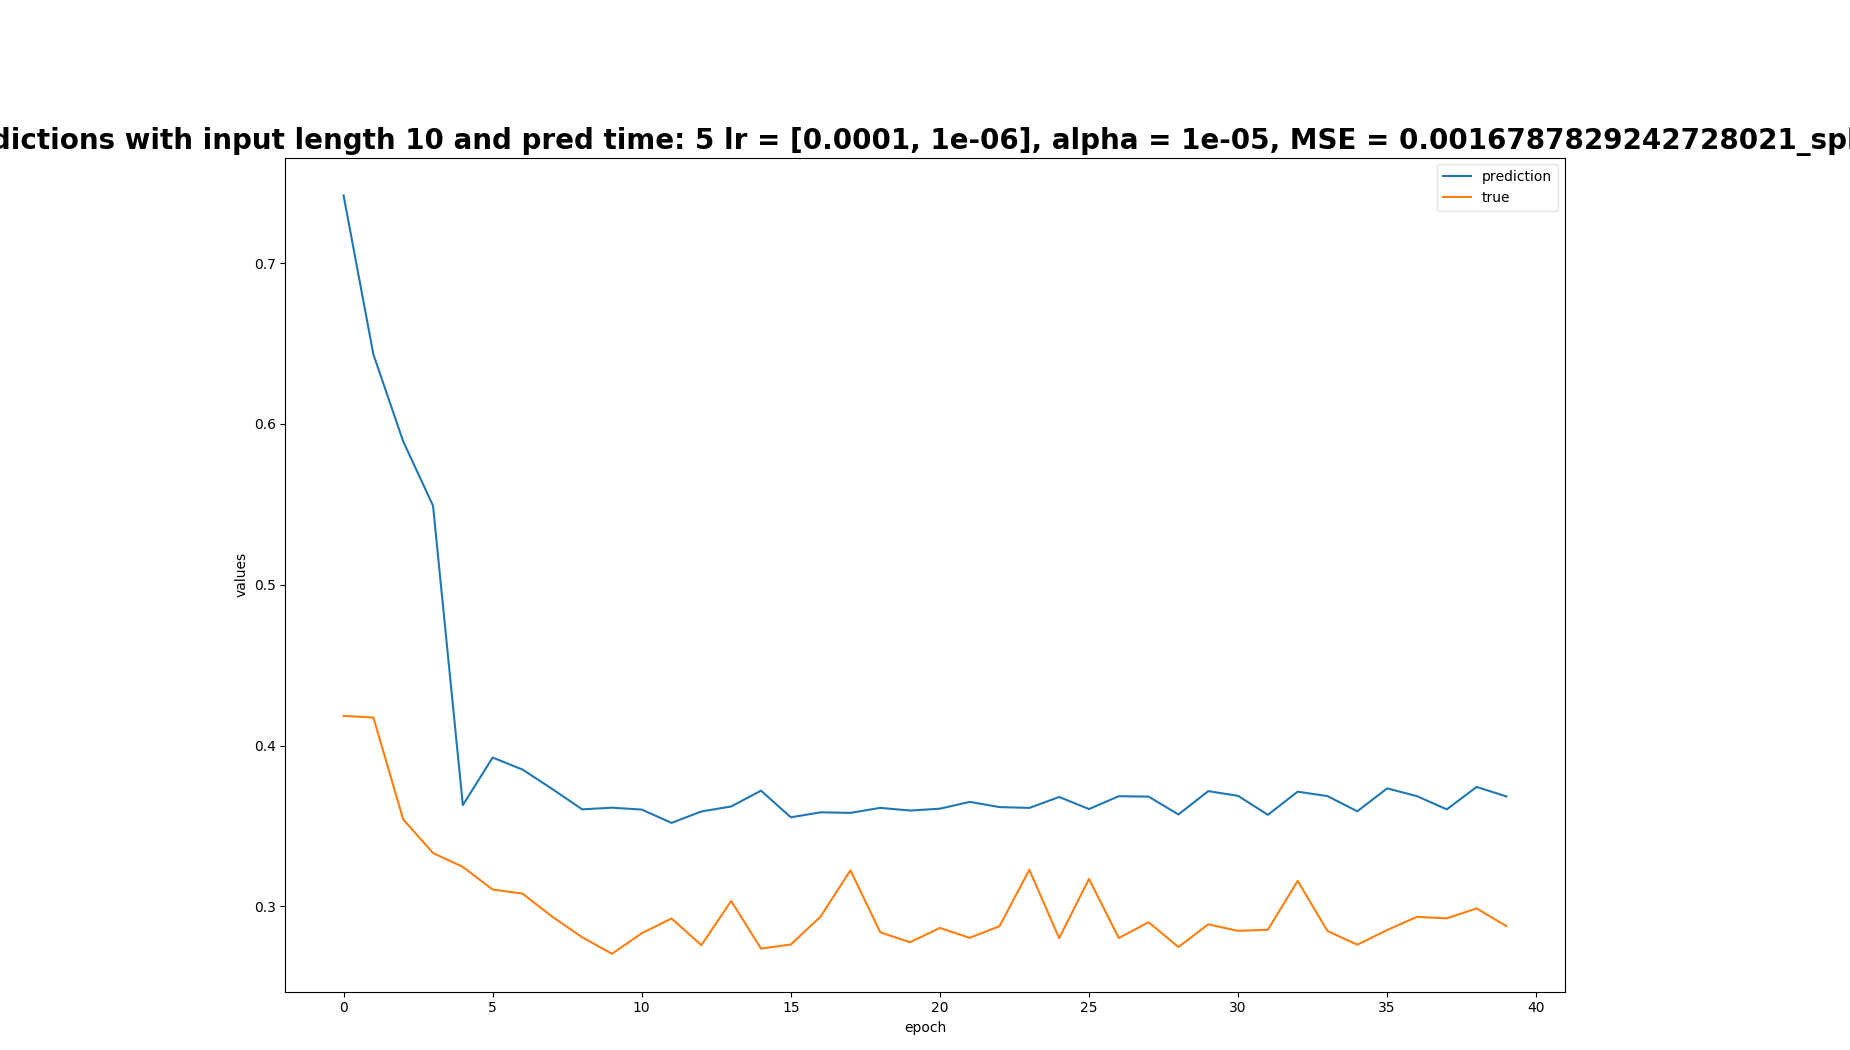 dictions with input length 10 and pred time: 5 lr = [0.0001, 1e-06], alpha = 1e-05, MSE = 0.0016787829242728021_spl
prediction
true
0.7
0.6
0.5
0.4
0.3
values
0 5 10 15 20 25 30 35 40
epoch